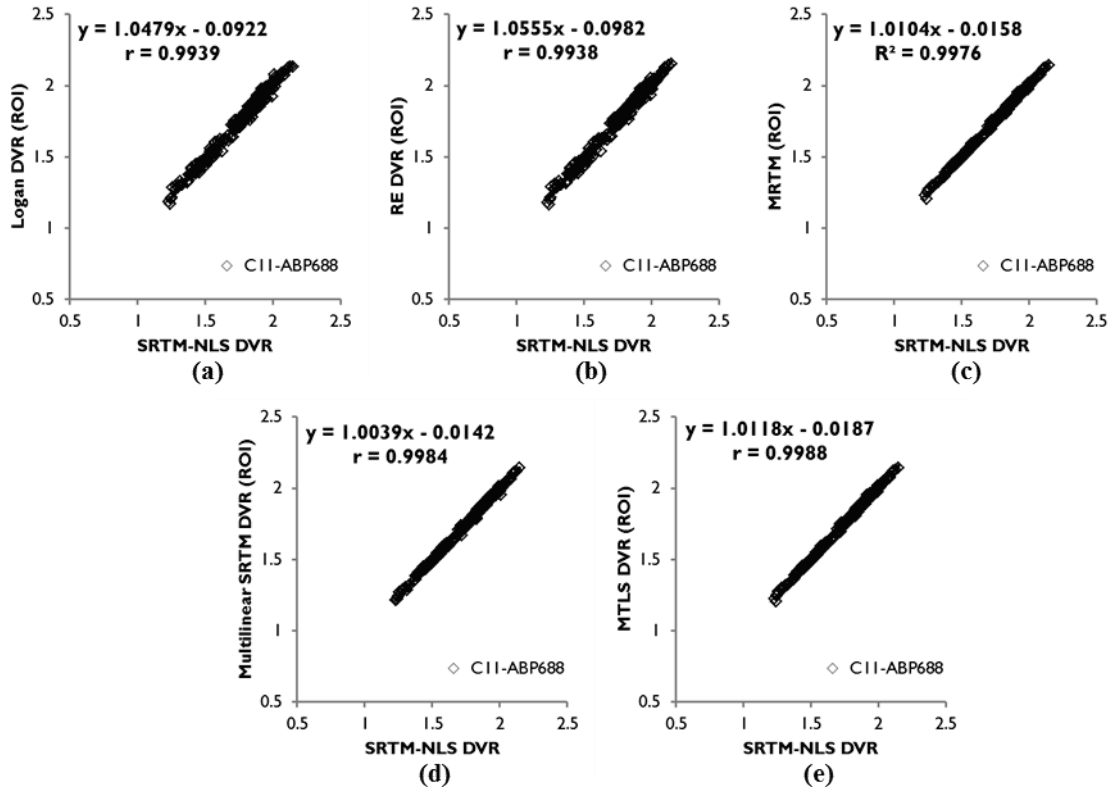 2.5
y = 1.0479x - 0.0922
r = 0.9939
2
1.5
1
0.5
Logan DVR (ROI)
C11-ABP688
0.5 1 1.5 2 2.5
SRTM-NLS DVR
(a)
2.5
y = 1.0555x - 0.0982
r = 0.9938
2
1.5
1
0.5
RE DVR (ROI)
C11-ABP688
0.5 1 1.5 2 2.5
SRTM-NLS DVR
(b)
2.5
y = 1.0104x - 0.0158
R² = 0.9976
2
1.5
1
0.5
MRTM (ROI)
C11-ABP688
0.5 1 1.5 2 2.5
SRTM-NLS DVR
(c)
2.5
y = 1.0039x - 0.0142
r = 0.9984
2
1.5
1
0.5
Multilinear SRTM DVR (ROI)
C11-ABP688
0.5 1 1.5 2 2.5
SRTM-NLS DVR
(d)
2.5
y = 1.0118x - 0.0187
r = 0.9988
2
1.5
1
0.5
MTLS DVR (ROI)
C11-ABP688
0.5 1 1.5 2 2.5
SRTM-NLS DVR
(e)